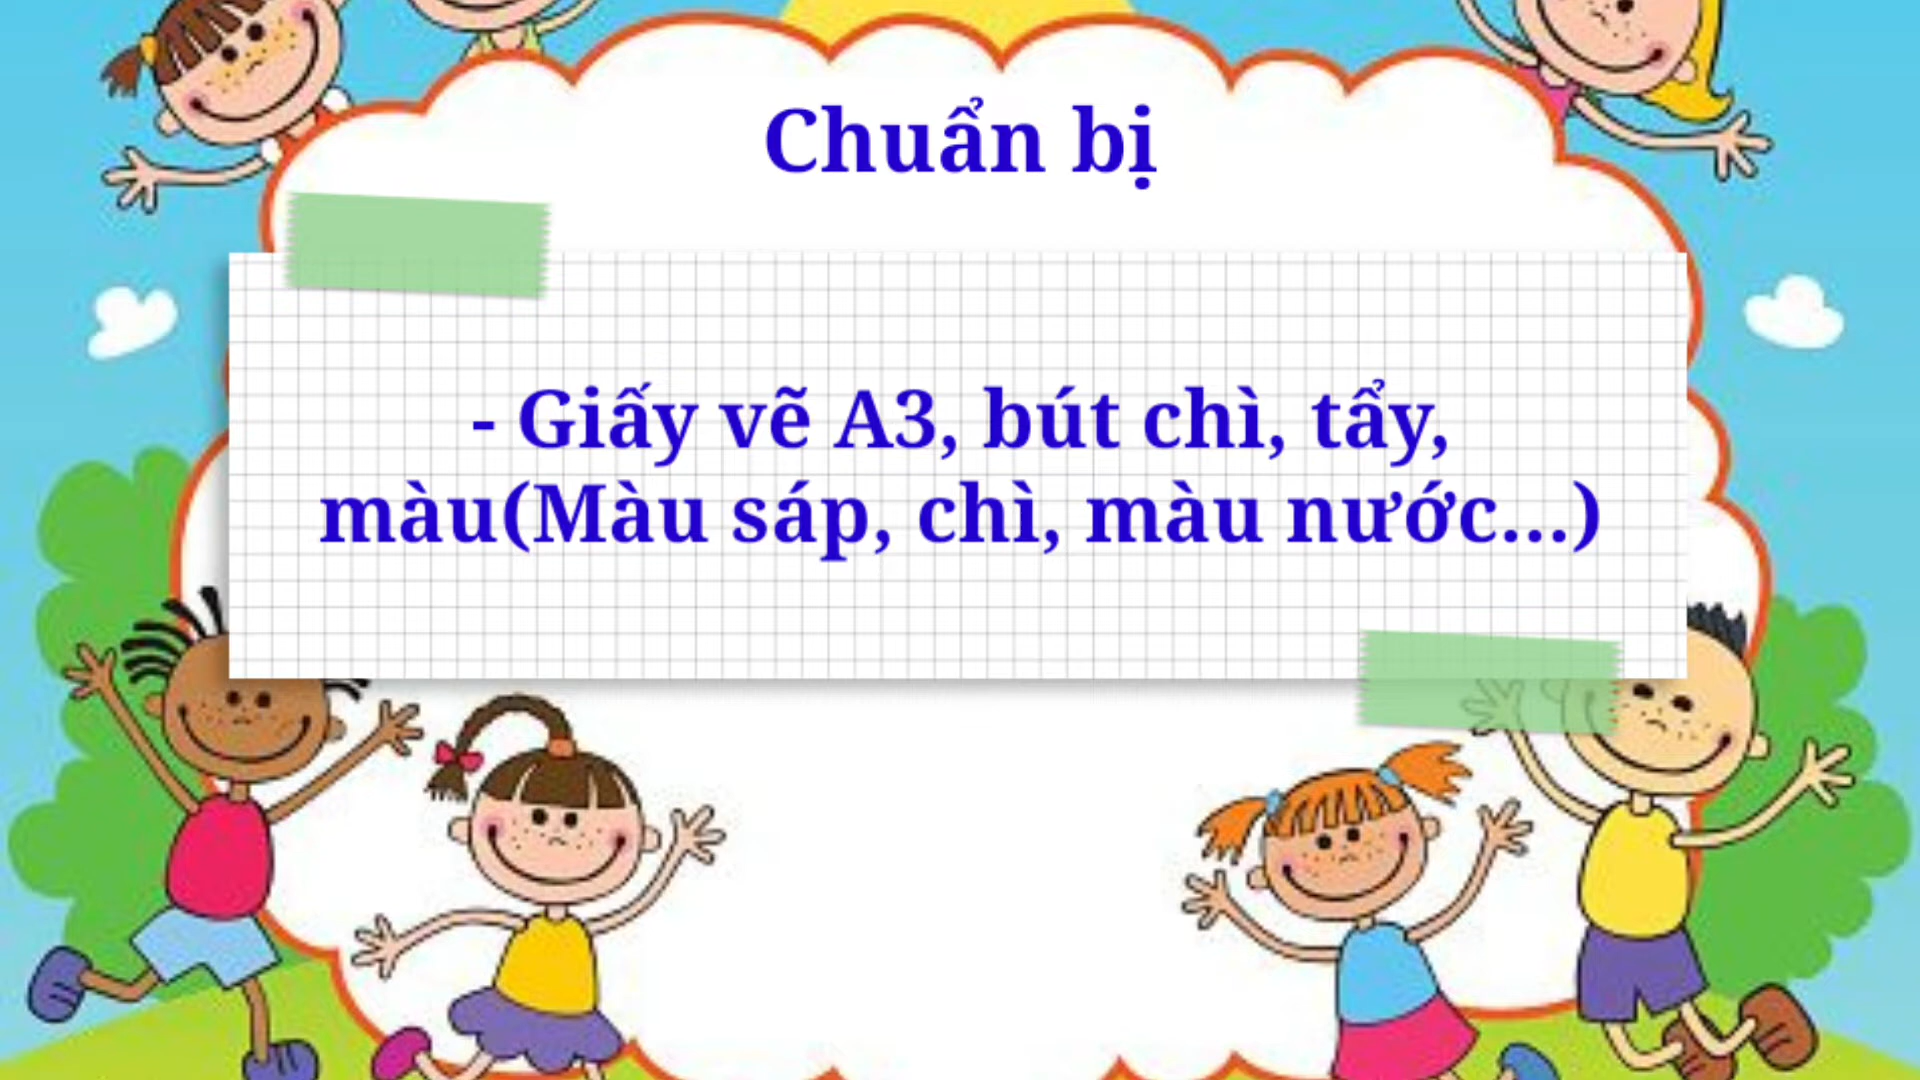 Chuẩn bị
- Giấy vẽ A3, bút chì, tẩy,
màu(Màu sáp, chì, màu nước...)